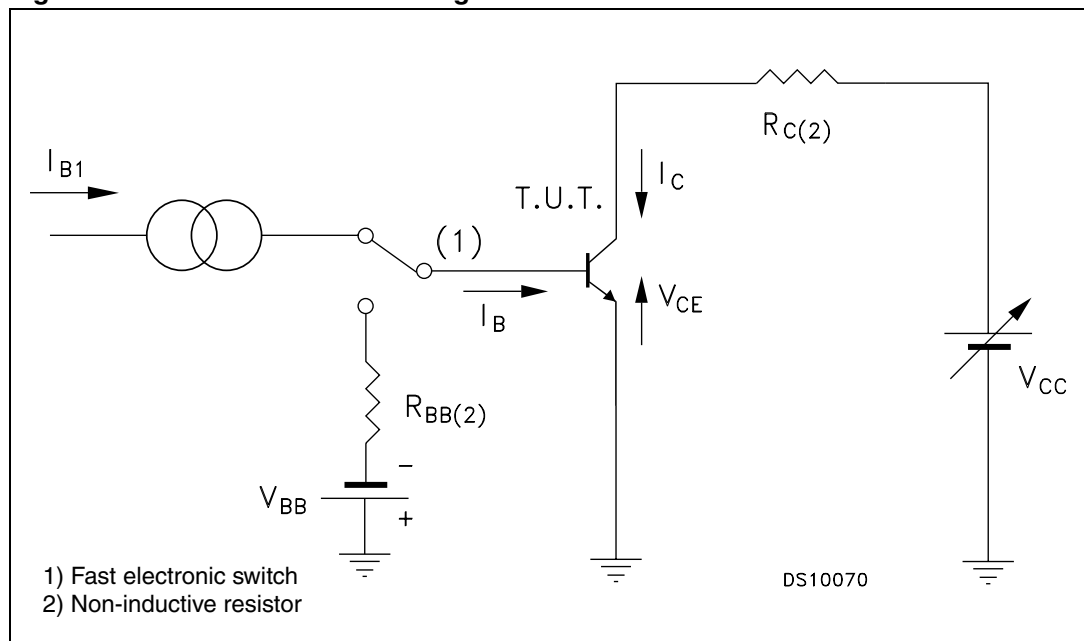 I_B1
R_C(2)
I_C
T.U.T.
(1)
V_CE
I_B
V_CC
R_BB(2)
−
V_BB
+
1) Fast electronic switch
2) Non-inductive resistor
DS10070